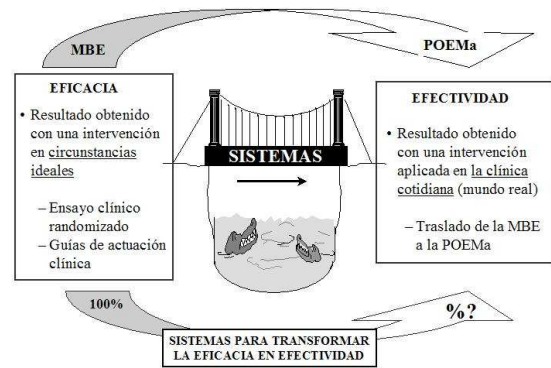 MBE
POEMa
EFICACIA
• Resultado obtenido
con una intervención
en circunstancias
ideales
– Ensayo clínico
randomizado
– Guías de actuación
clínica
SISTEMAS
EFECTIVIDAD
• Resultado obtenido
con una intervención
aplicada en la clínica
cotidiana (mundo real)
– Traslado de la MBE
a la POEMa
100%
%?
SISTEMAS PARA TRANSFORMAR
LA EFICACIA EN EFECTIVIDAD